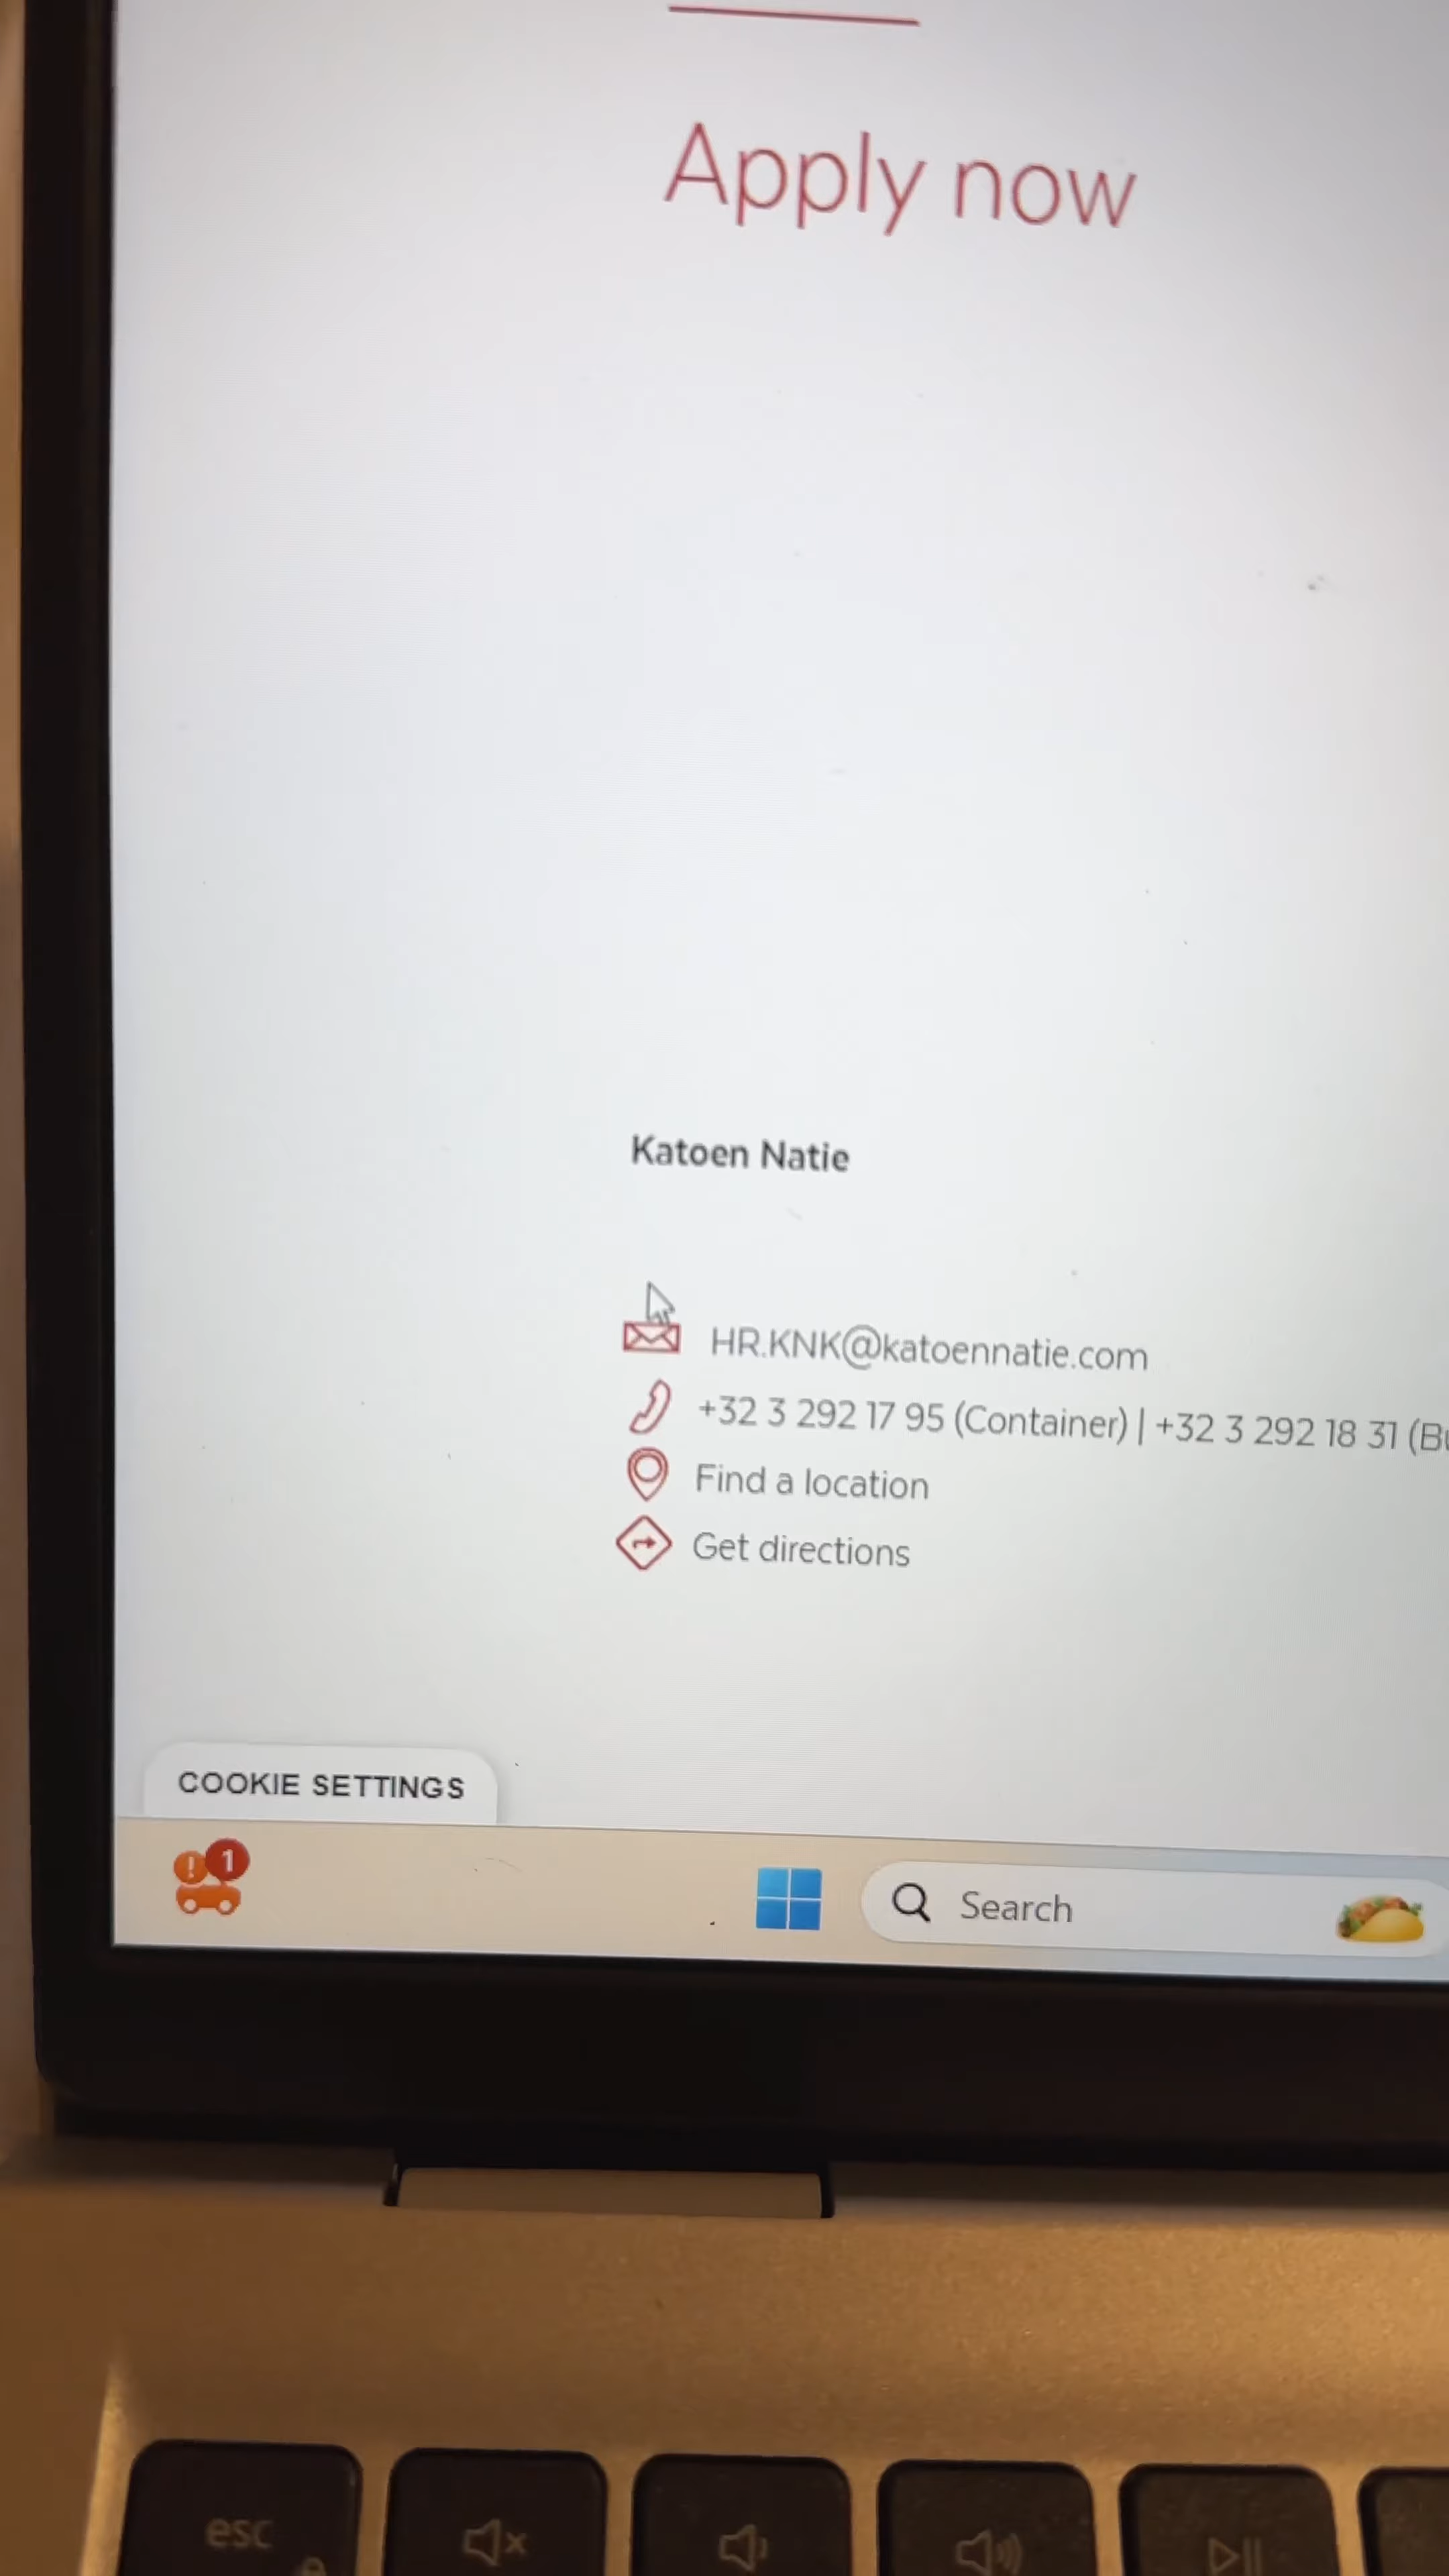 Apply now
Katoen Natie
HR.KNK@katoennatie.com
+32 3 292 17 95 (Container) | +32 3 292 18 31 (Bu
Find a location
Get directions
COOKIE SETTINGS
! 1
Search
esc